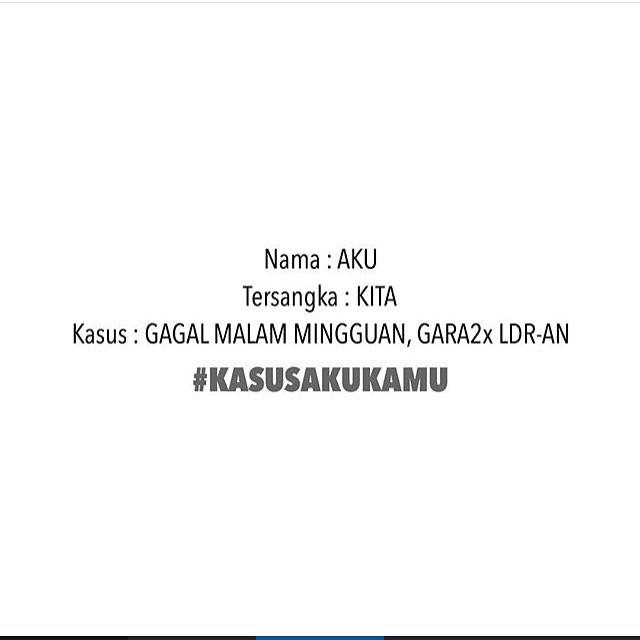 Nama : AKU
Tersangka : KITA
Kasus : GAGAL MALAM MINGGUAN, GARA2x LDR-AN
#KASUSAKUKAMU